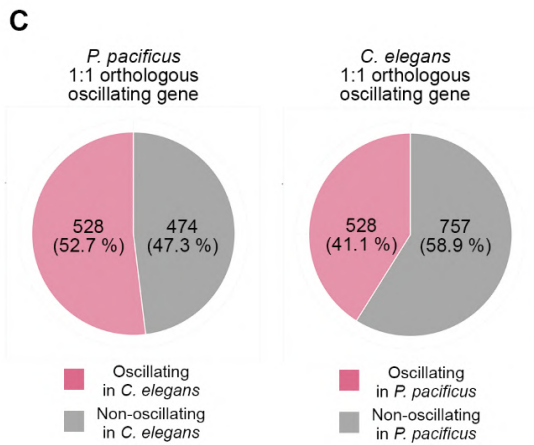 C
P. pacificus
1:1 orthologous
oscillating gene
528
(52.7 %)
474
(47.3 %)
Oscillating
in C. elegans
Non-oscillating
in C. elegans
C. elegans
1:1 orthologous
oscillating gene
528
(41.1 %)
757
(58.9 %)
Oscillating
in P. pacificus
Non-oscillating
in P. pacificus